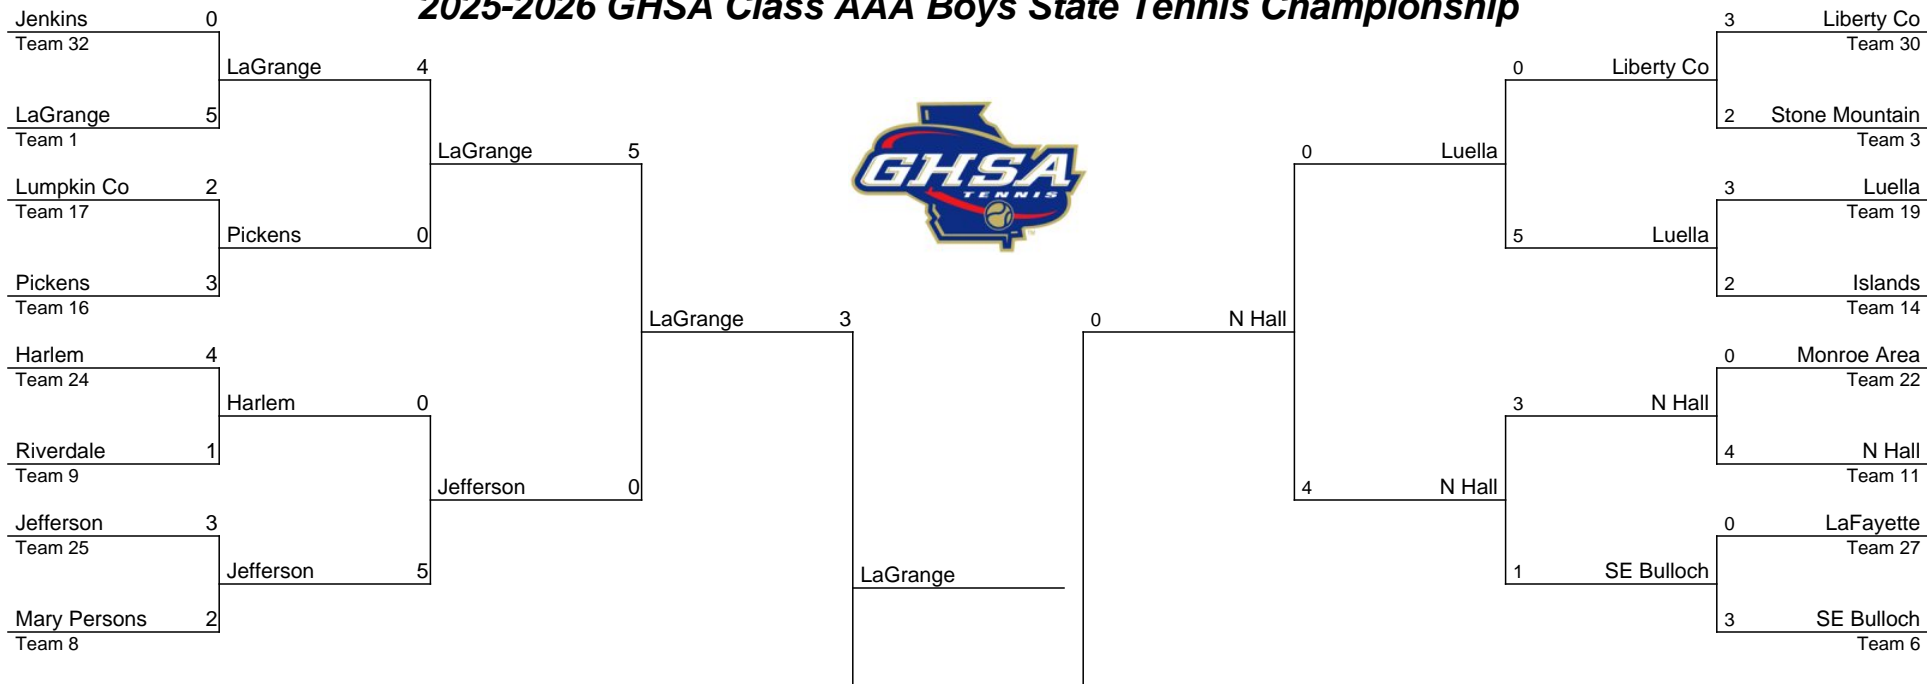 2025-2026 GHSA Class AAA Boys State Tennis Championship
Jenkins 0
Team 32
LaGrange 4
LaGrange 5
Team 1
LaGrange 5
Lumpkin Co 2
Team 17
Pickens 0
Pickens 3
Team 16
LaGrange 3
Harlem 4
Team 24
Harlem 0
Riverdale 1
Team 9
Jefferson 0
Jefferson 3
Team 25
Jefferson 5
Mary Persons 2
Team 8
GHSA
TENNIS
™
LaGrange
3 Liberty Co
Team 30
0 Liberty Co
2 Stone Mountain
Team 3
0 Luella
3 Luella
Team 19
5 Luella
2 Islands
Team 14
0 N Hall
0 Monroe Area
Team 22
3 N Hall
4 N Hall
Team 11
4 N Hall
0 LaFayette
Team 27
1 SE Bulloch
3 SE Bulloch
Team 6